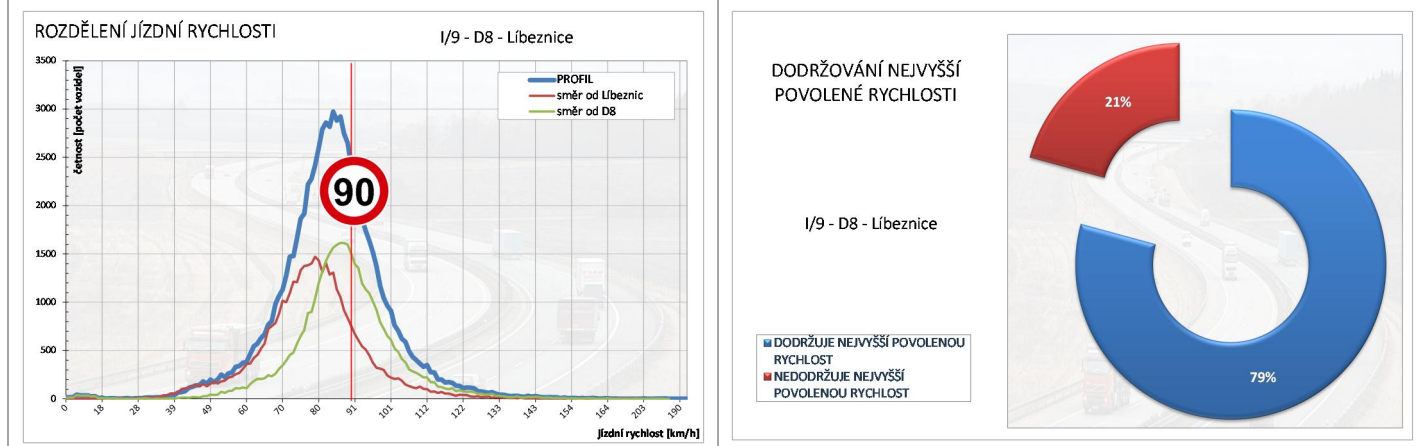 ROZDĚLENÍ JÍZDNÍ RYCHLOSTI
I/9 - D8 - Líbeznice
četnost [počet vozidel]
3500
3000
2500
2000
1500
1000
500
0
PROFIL
směr od Líbeznic
směr od D8
90
0 18 28 39 49 60 70 80 91 101 112 122 133 143 154 164 203 190
Jízdní rychlost [km/h]
DODRŽOVÁNÍ NEJVYŠŠÍ
POVOLENÉ RYCHLOSTI
I/9 - D8 - Líbeznice
21%
79%
DODRŽUJE NEJVYŠŠÍ POVOLENOU
RYCHLOST
NEDODRŽUJE NEJVYŠŠÍ
POVOLENOU RYCHLOST